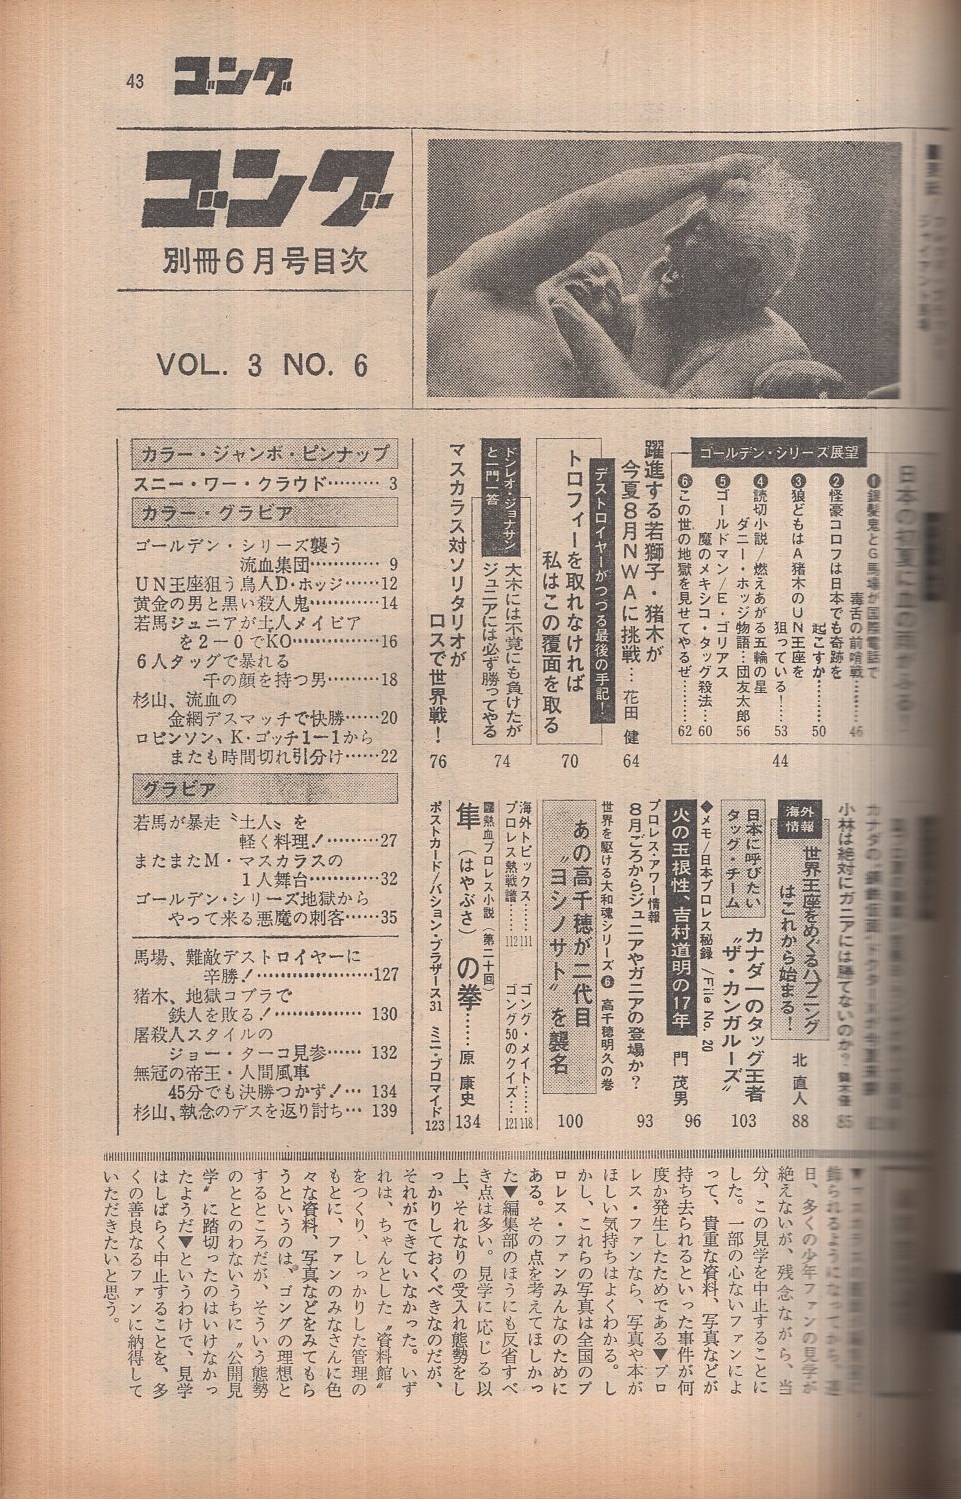 43 ゴング
ゴング
別冊6月号目次
VOL. 3 NO. 6
カラー・ジャンボ・ピンナップ
スニー・ワー・クラウド……… 3
カラー・グラビア
ゴールデン・シリーズ襲う
流血集団………… 9
UN王座狙う鳥人D・ホッジ……12
黄金の男と黒い殺人鬼…………14
若馬ジュニアが土人メイビア
を2－0でKO……………16
6人タッグで暴れる
千の顔を持つ男……18
杉山、流血の
金網デスマッチで快勝……20
ロビンソン、K・ゴッチ1－1から
またも時間切れ引分け……22
グラビア
若馬が暴走〝土人〟を
軽く料理！………27
またまたM・マスカラスの
1人舞台…………32
ゴールデン・シリーズ地獄から
やって来る悪魔の刺客……35
馬場、難敵デストロイヤーに
辛勝！…………………127
猪木、地獄コブラで
鉄人を敗る！…………… 130
屠殺人スタイルの
ジョー・ターコ見参…… 132
無冠の帝王・人間風車
45分でも決勝つかず！… 134
杉山、執念のデスを返り討ち… 139
ゴールデン・シリーズ展望
❶銀髪鬼とG馬場が国際電話で
毒舌の前哨戦……46
❷怪豪コロフは日本でも奇跡を
起こすか………50
❸狼どもはA猪木のUN王座を
狙っている！……53
❹読切小説/燃えあがる五輪の星
ダニー・ホッジ物語…団友太郎 56
❺ゴールドマン/E・ゴリアス
魔のメキシコ・タッグ殺法… 60
❻この世の地獄を見せてやるぜ…… 62
44
躍進する若獅子・猪木が
今夏8月NWAに挑戦… 花田 健 64
デストロイヤーがつづる最後の手記！
トロフィーを取れなければ
私はこの覆面を取る 70
ドンレオ・ジョナサン
と一門一答
大木には不覚にも負けたが
ジュニアには必ず勝ってやる 74
マスカラス対ソリタリオが
ロスで世界戦！ 76
小林は絶対にガニアには勝てないのか？
85
海外
情報
世界王座をめぐるハプニング
はこれから始まる！ 北 直人 88
日本に呼びたい
タッグ・チーム
カナダ一のタッグ王者
〝ザ・カンガルーズ〟 103
◆メモ/日本プロレス秘録/File No. 20
火の玉根性、吉村道明の17年 門 茂男 96
プロレス・アワー情報
8月ごろからジュニアやガニアの登場か？ 93
世界を駆ける大和魂シリーズ❻ 高千穂明久の巻
あの高千穂が二代目
〝ヨシノサト〟を襲名 100
海外トピックス……111 ゴング・メイト……118
プロレス熱戦譜……112 ゴング50のクイズ…121
熱血プロレス小説（第二十回）
隼（はやぶさ）の拳…… 原 康史 134
ポストカード/バション・ブラザース31 ミニ・ブロマイド123
日、多くの少年ファンの見学が
絶えないが、残念ながら、当
分、この見学を中止することに
した。一部の心ないファンによ
って、貴重な資料、写真などが
持ち去られるといった事件が何
度か発生したためである▼プロ
レス・ファンなら、写真や本が
ほしい気持ちはよくわかる。し
かし、これらの写真は全国のプ
ロレス・ファンみんなのために
ある。その点を考えてほしかっ
た▼編集部のほうにも反省すべ
き点は多い。見学に応じる以
上、それなりの受入れ態勢をし
っかりしておくべきなのだが、
それができていなかった。いず
れは、ちゃんとした〝資料館〟
をつくり、しっかりした管理の
もとに、ファンのみなさんに色
々な資料、写真などをみてもら
うというのは〝ゴングの理想と
するところだが、そういう態勢
のととのわないうちに〝公開見
学〟に踏切ったのはいけなかっ
たようだ▼というわけで、見学
はしばらく中止することを、多
くの善良なるファンに納得して
いただきたいと思う。